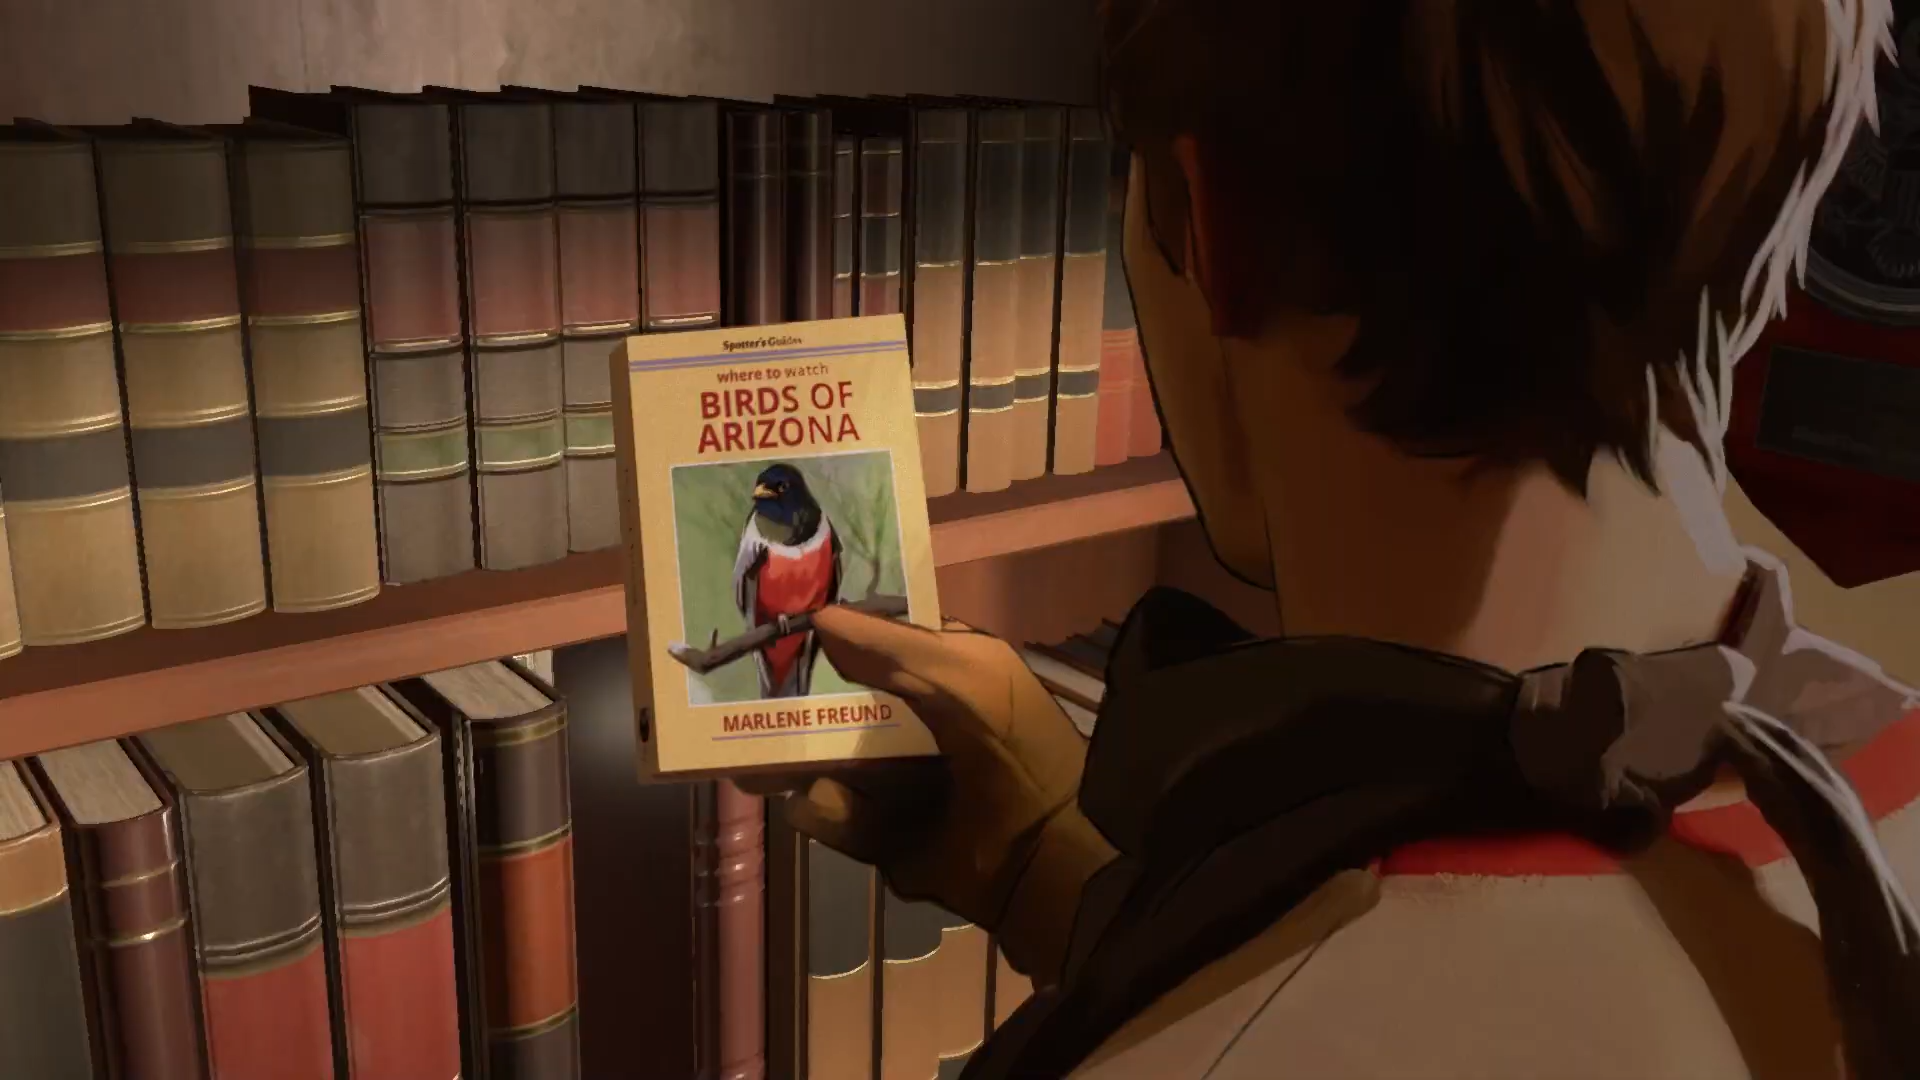 Spotter's Guides
where to watch
BIRDS OF
ARIZONA
MARLENE FREUND